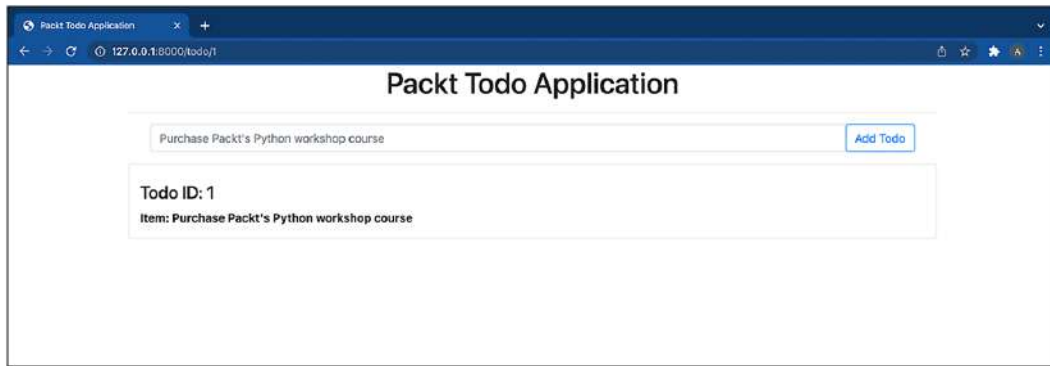 Packt Todo Application
127.0.0.1:8000/todo/1
Packt Todo Application
Purchase Packt's Python workshop course
Add Todo
Todo ID: 1
Item: Purchase Packt's Python workshop course